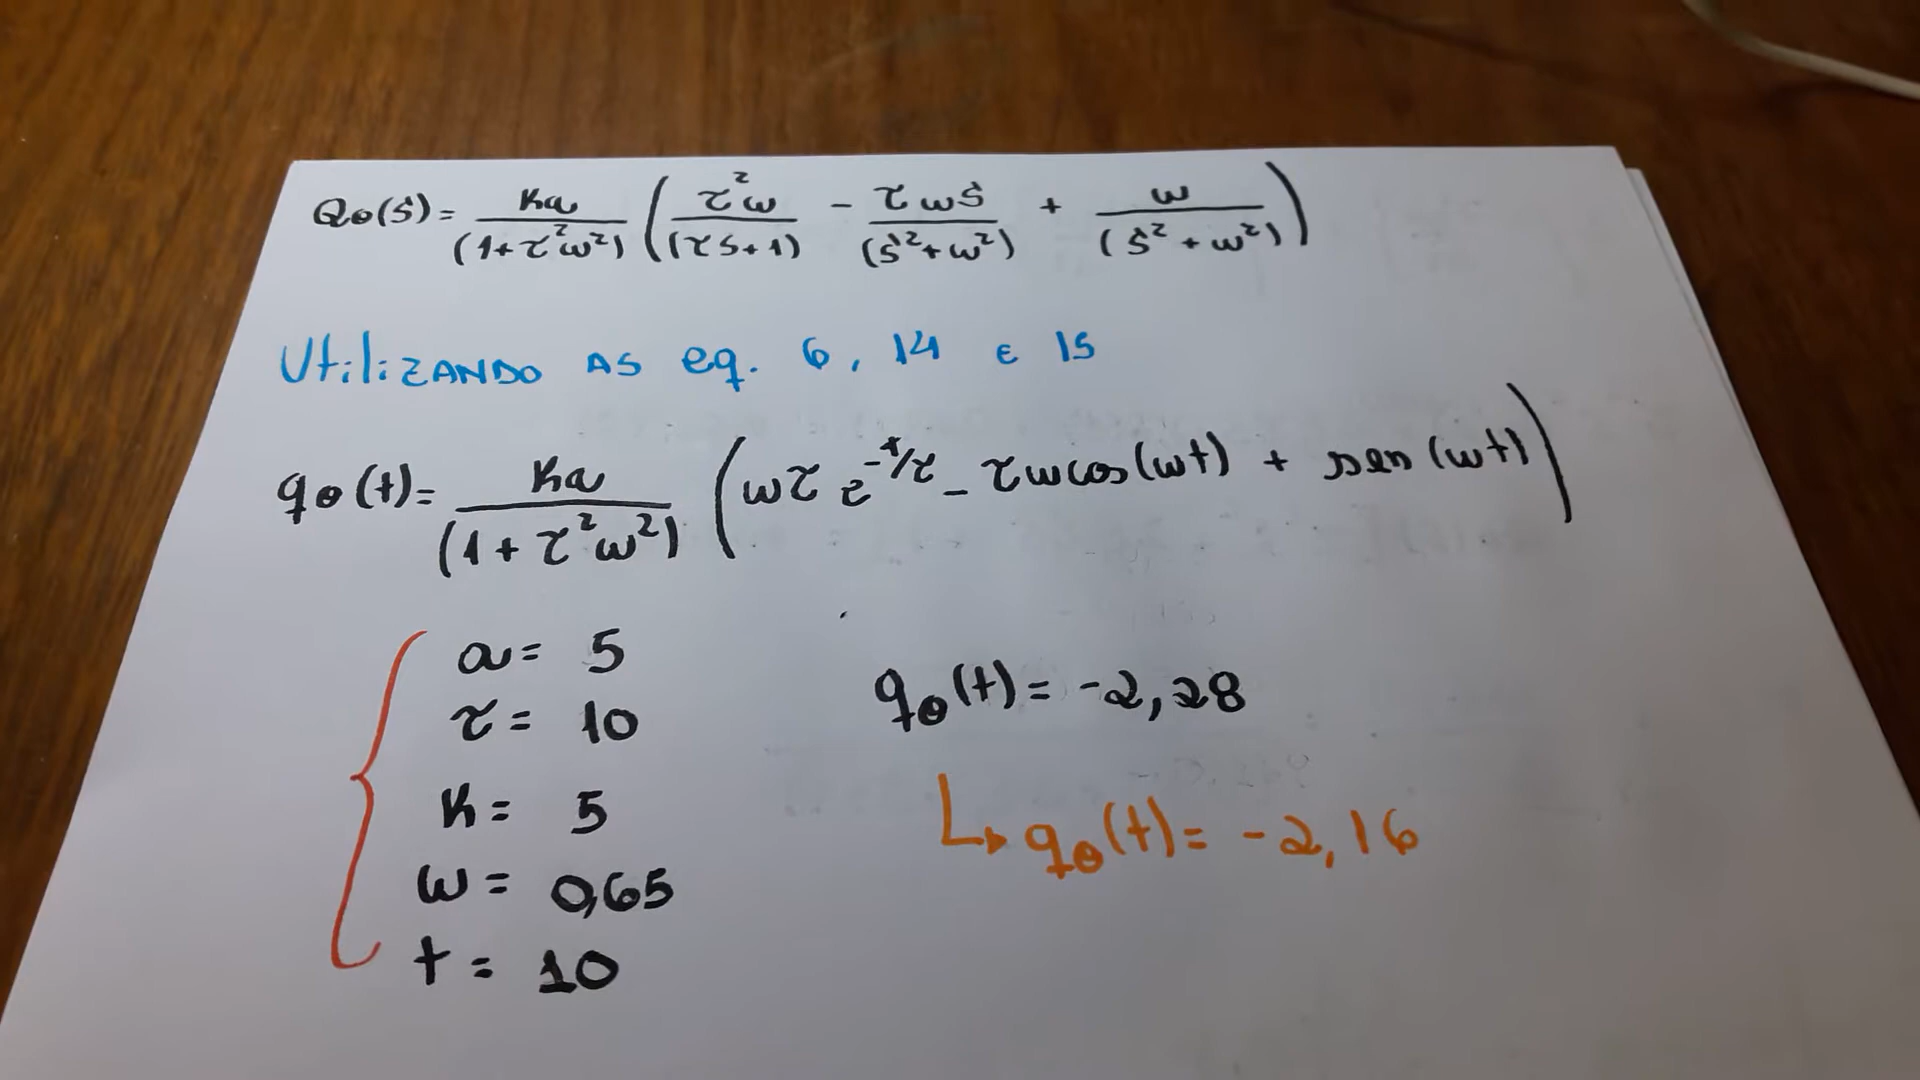 Qo(s) = Ka/(1+τ²ω²) (τ²ω/(τs+1) - τωs/(s²+ω²) + ω/(s²+ω²))
UtiliZANDO AS eq. 6, 14 e 15
qo(t) = Ka/(1+τ²ω²) (ωτ e^(-t/τ) - τω cos(ωt) + sen(ωt))
a = 5
τ = 10
K = 5
ω = 0,65
t = 10
qo(t) = -2,28
↳ qo(t) = -2,16